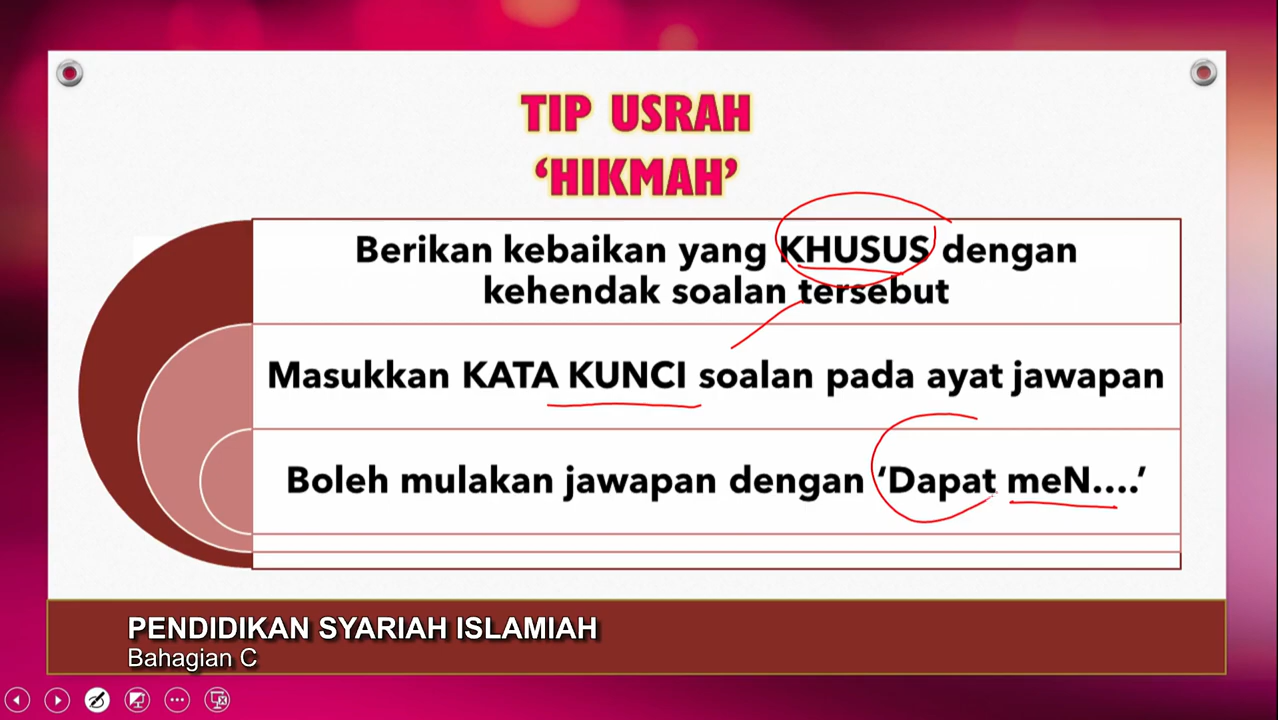 TIP USRAH
‘HIKMAH’
Berikan kebaikan yang KHUSUS dengan
kehendak soalan tersebut
Masukkan KATA KUNCI soalan pada ayat jawapan
Boleh mulakan jawapan dengan ‘Dapat meN....’
PENDIDIKAN SYARIAH ISLAMIAH
Bahagian C